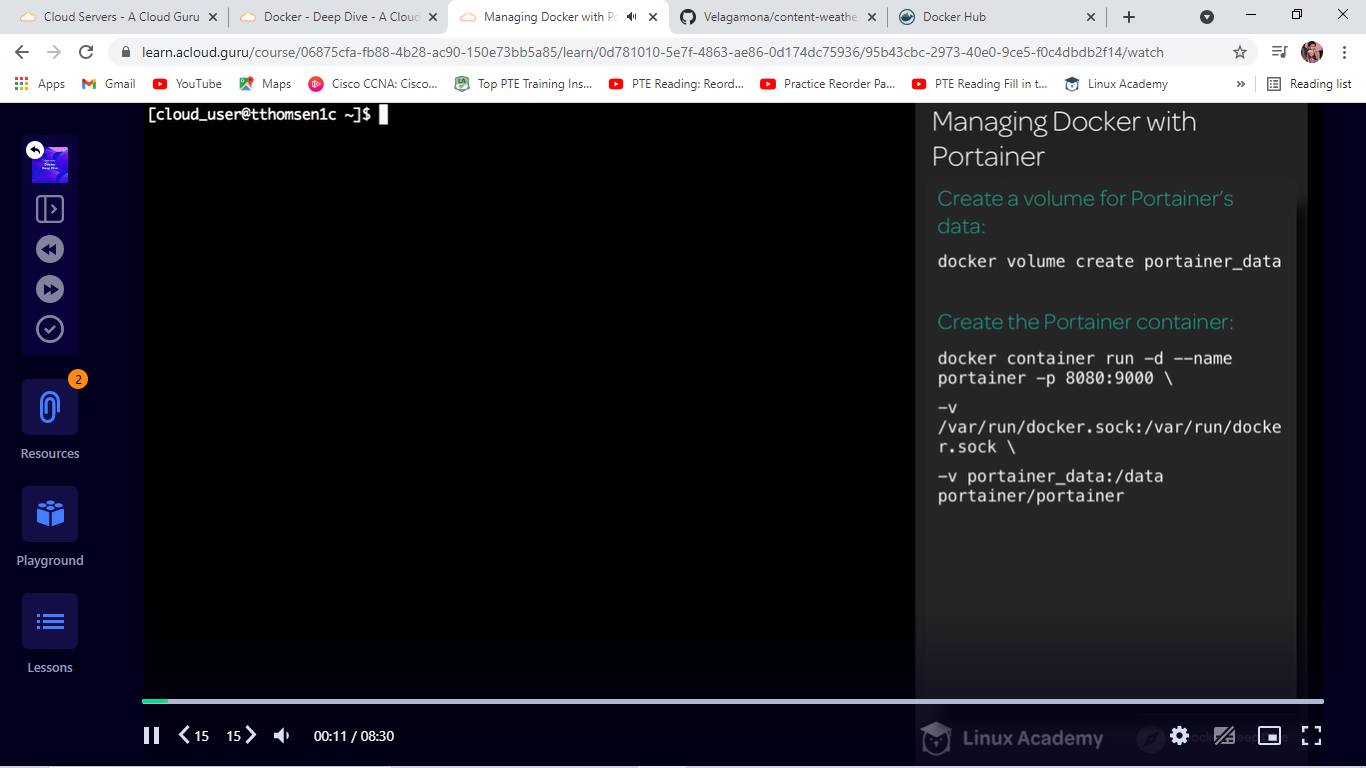 Cloud Servers - A Cloud Guru
Docker - Deep Dive - A Cloud
Managing Docker with Po
Velagamona/content-weathe
Docker Hub
learn.acloud.guru/course/06875cfa-fb88-4b28-ac90-150e73bb5a85/learn/0d781010-5e7f-4863-ae86-0d174dc75936/95b43cbc-2973-40e0-9ce5-f0c4dbdb2f14/watch
Apps
Gmail
YouTube
Maps
Cisco CCNA: Cisco...
Top PTE Training Ins...
PTE Reading: Reord...
Practice Reorder Pa...
PTE Reading Fill in t...
Linux Academy
»
Reading list
[cloud_user@tthomsen1c ~]$
Docker
Deep Dive
2
Resources
Playground
Lessons
Managing Docker with
Portainer
Create a volume for Portainer's
data:
docker volume create portainer_data
Create the Portainer container:
docker container run -d --name
portainer -p 8080:9000 \
-v
/var/run/docker.sock:/var/run/docke
r.sock \
-v portainer_data:/data
portainer/portainer
15
15
00:11 / 08:30
Linux Academy